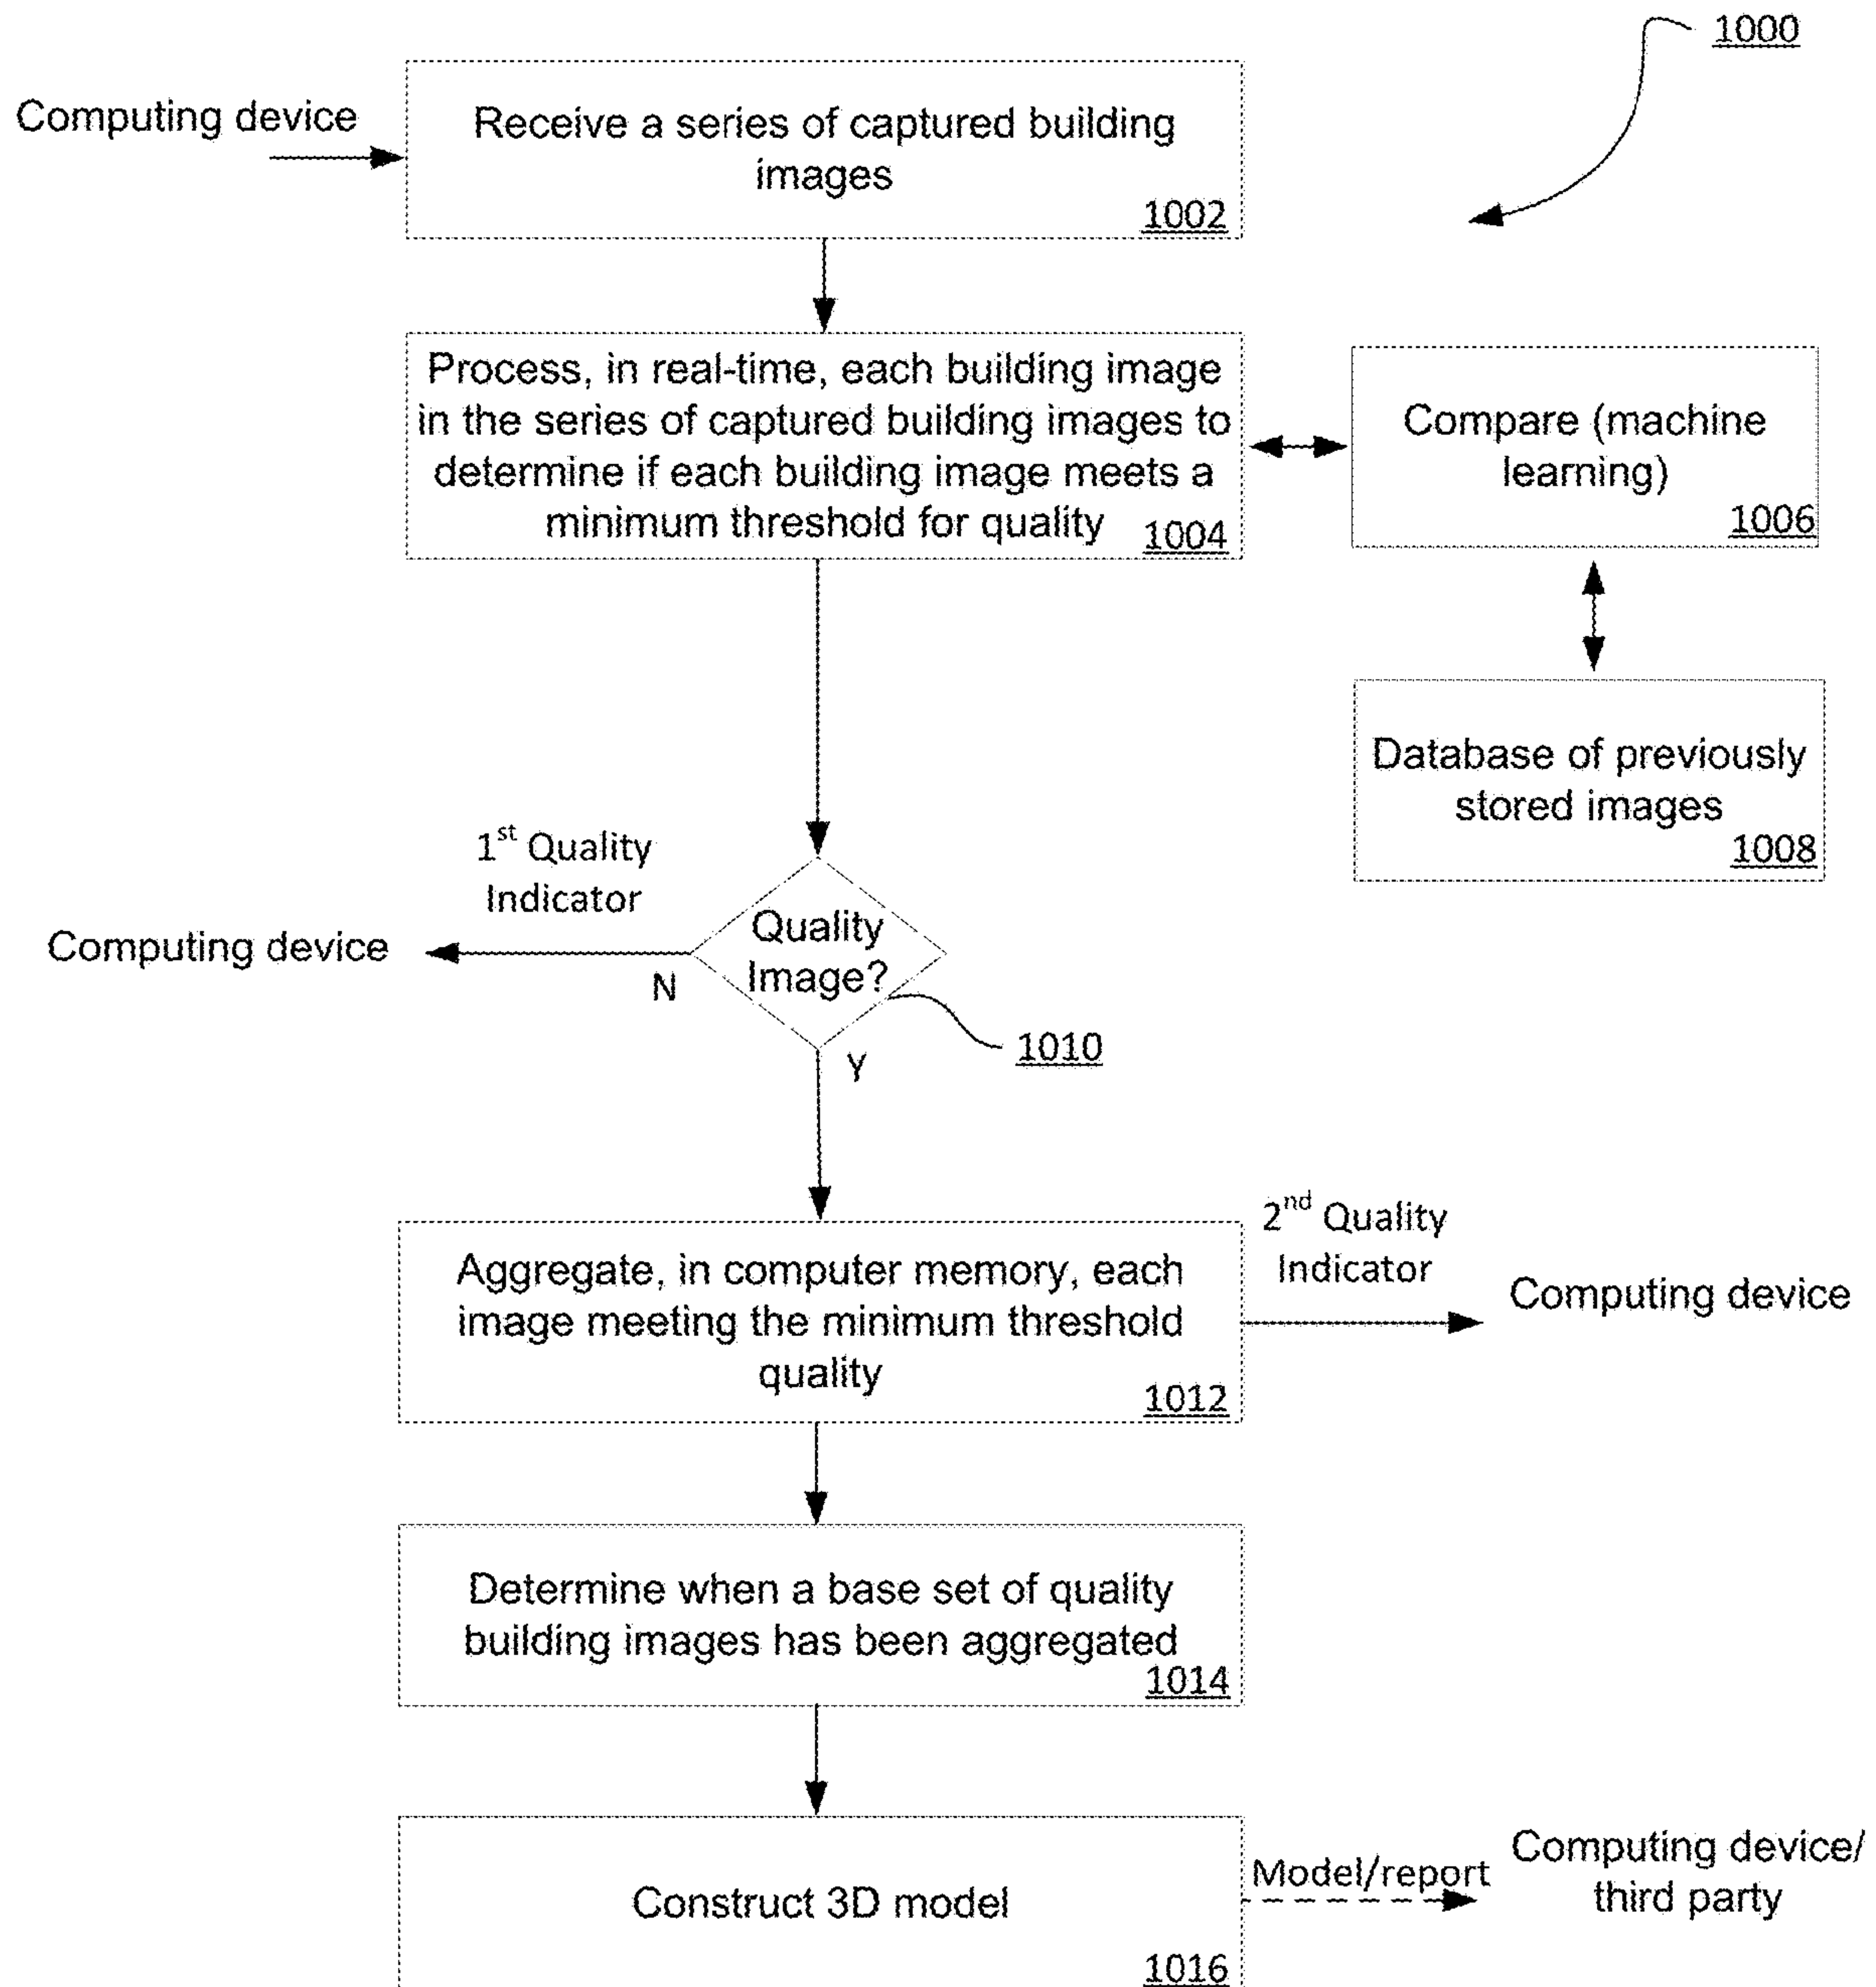 1000
Computing device
Receive a series of captured building
images
1002
Process, in real-time, each building image
in the series of captured building images to
determine if each building image meets a
minimum threshold for quality
1004
Compare (machine
learning)
1006
Database of previously
stored images
1008
1st Quality
Indicator
Computing device
N
Quality
Image?
1010
Y
Aggregate, in computer memory, each
image meeting the minimum threshold
quality
1012
2nd Quality
Indicator
Computing device
Determine when a base set of quality
building images has been aggregated
1014
Construct 3D model
1016
Model/report
Computing device/
third party